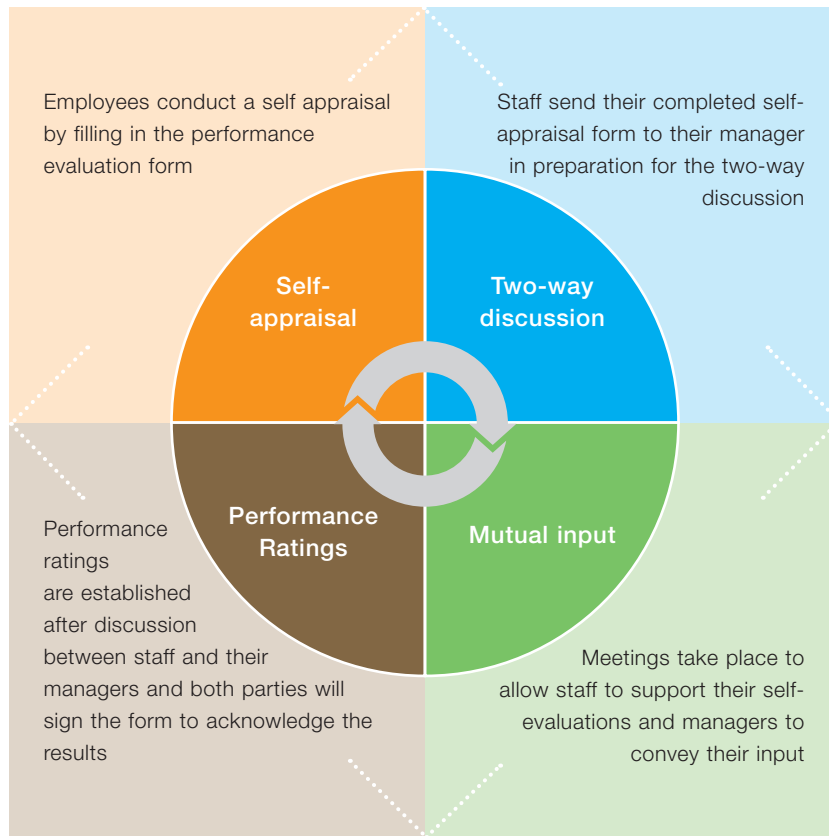 Employees conduct a self appraisal
by filling in the performance
evaluation form
Staff send their completed self-
appraisal form to their manager
in preparation for the two-way
discussion
Self-
appraisal
Two-way
discussion
Performance
Ratings
Mutual input
Performance
ratings
are established
after discussion
between staff and their
managers and both parties will
sign the form to acknowledge the
results
Meetings take place to
allow staff to support their self-
evaluations and managers to
convey their input